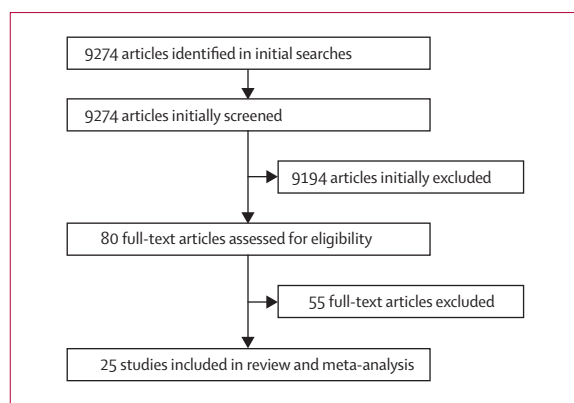 9274 articles identified in initial searches
9274 articles initially screened
9194 articles initially excluded
80 full-text articles assessed for eligibility
55 full-text articles excluded
25 studies included in review and meta-analysis